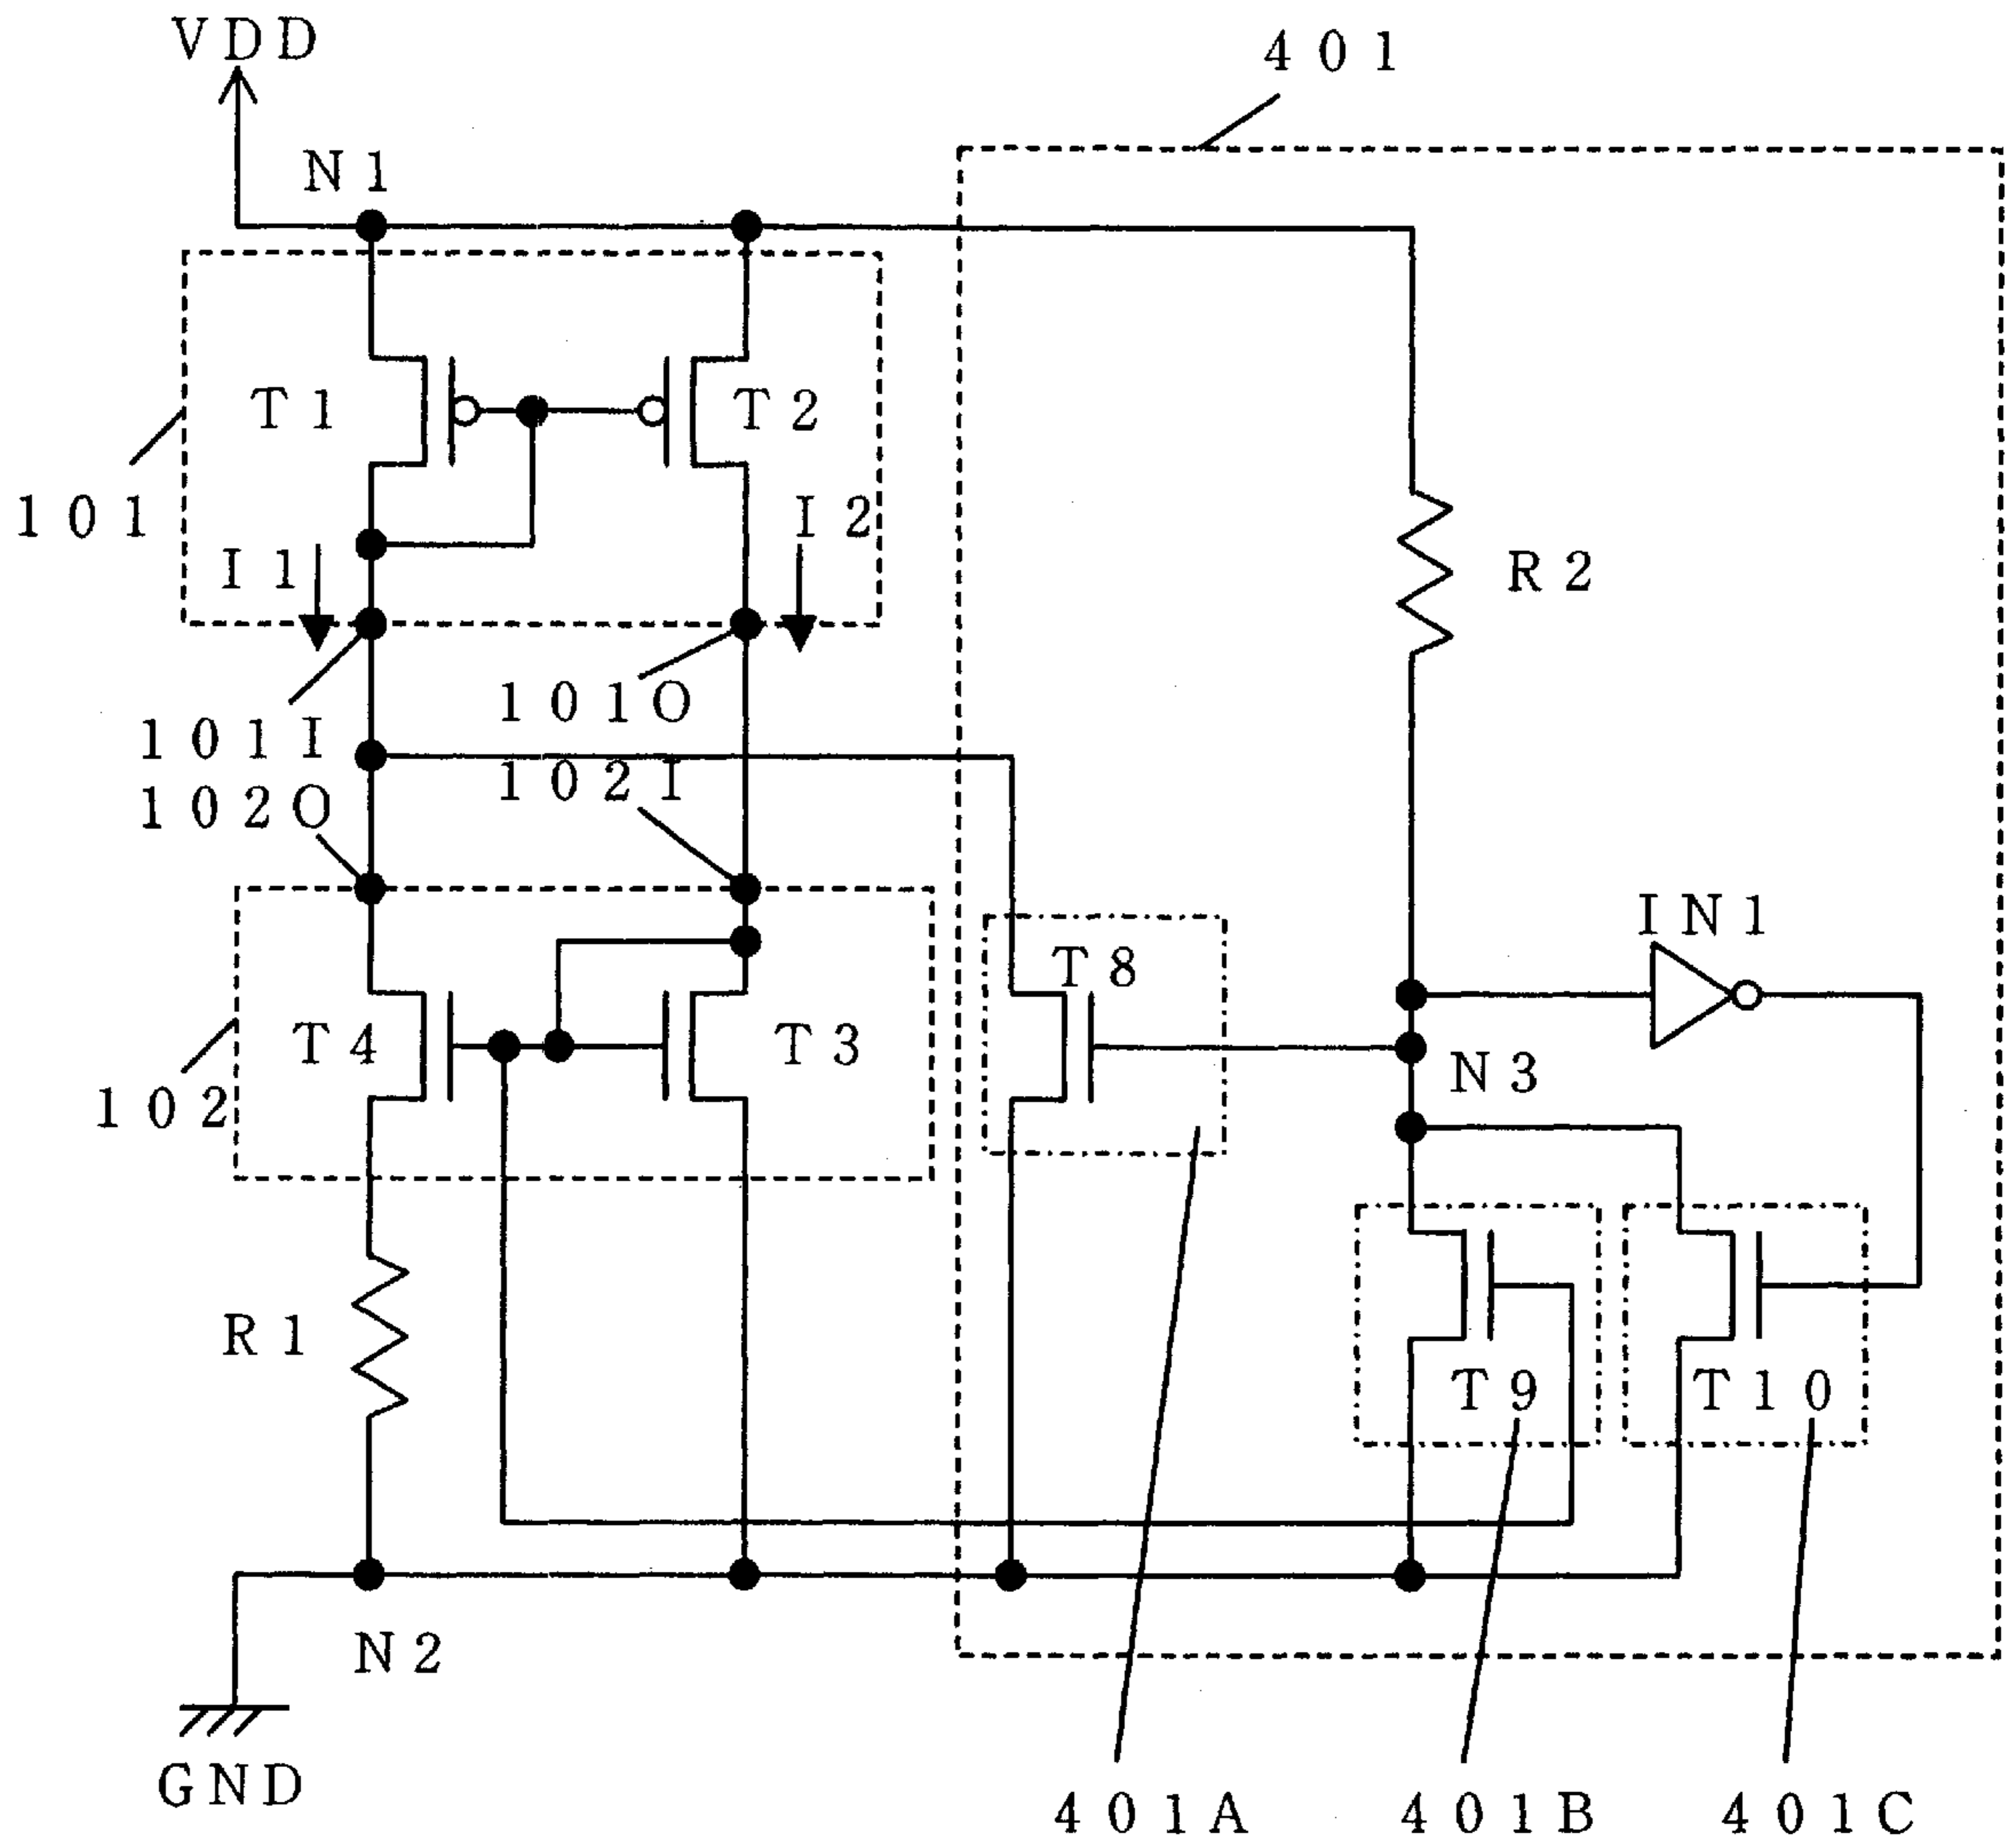 VDD
401
N1
T1
T2
101
I1
I2
101O
101I
102I
102O
IN1
T8
T4
T3
N3
102
R2
R1
T9
T10
N2
GND
401A
401B
401C